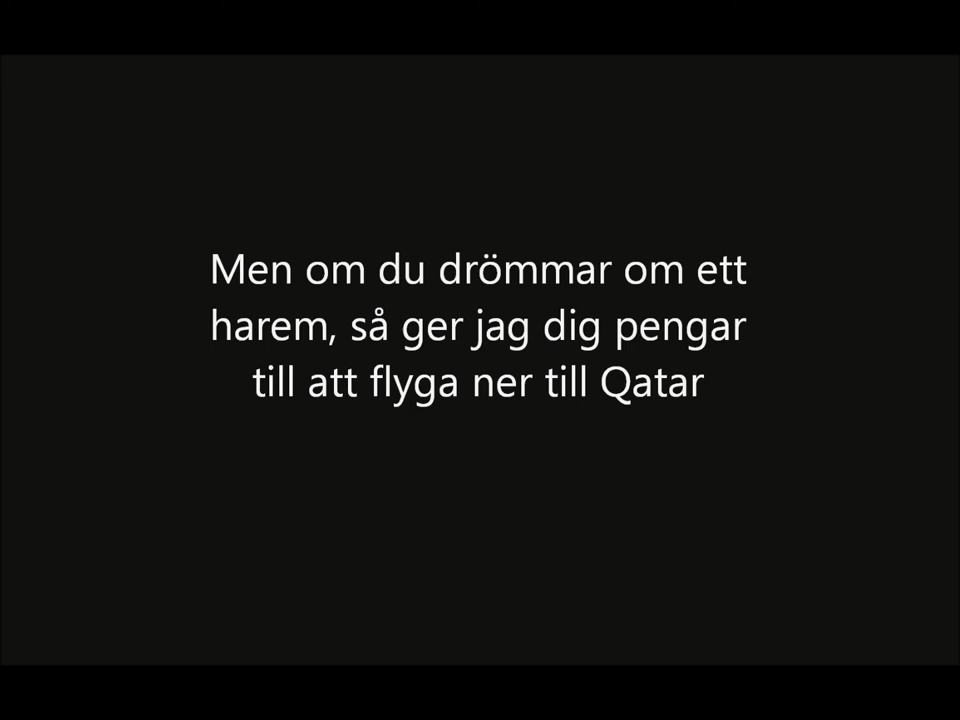 Men om du drömmar om ett
harem, så ger jag dig pengar
till att flyga ner till Qatar